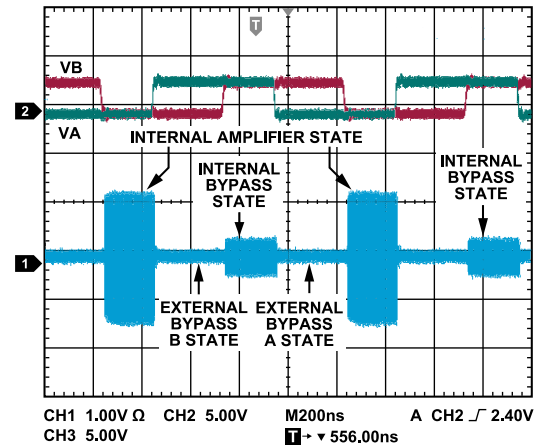 T
VB
2
VA
INTERNAL AMPLIFIER STATE
INTERNAL
BYPASS
STATE
INTERNAL
BYPASS
STATE
1
EXTERNAL
BYPASS
B STATE
EXTERNAL
BYPASS
A STATE
CH1 1.00V Ω CH2 5.00V M200ns A CH2 ⌠ 2.40V
CH3 5.00V T→▼556.00ns